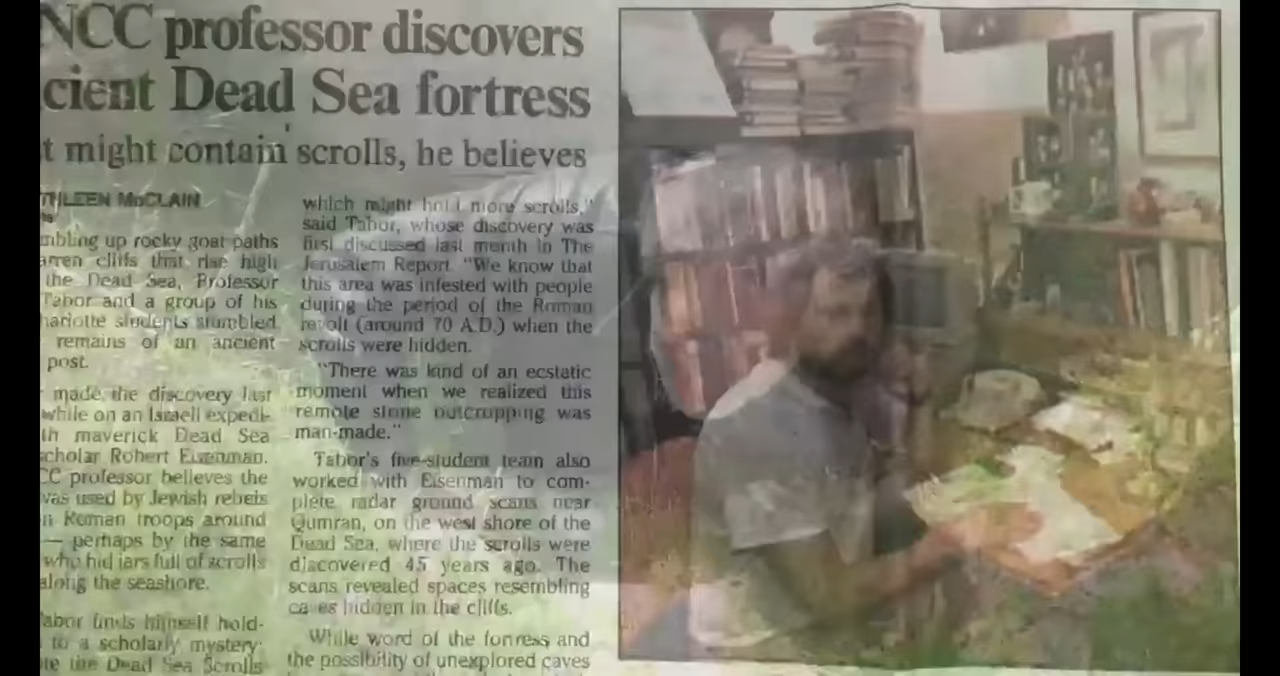 NCC professor discovers
cient Dead Sea fortress
t might contain scrolls, he believes
THLEEN McCLAIN
mbling up rocky goat paths
arren cliffs that rise high
the Dead Sea, Professor
Tabor and a group of his
harlotte students stumbled
remains of an ancient
post.
made the discovery last
while on an Israeli expedi-
th maverick Dead Sea
scholar Robert Eisenman.
CC professor believes the
was used by Jewish rebels
n Roman troops around
— perhaps by the same
who hid jars full of scrolls
along the seashore.
Tabor finds himself hold-
to a scholarly mystery:
te the Dead Sea Scrolls
which might hold more scrolls,"
said Tabor, whose discovery was
first discussed last month in The
Jerusalem Report. "We know that
this area was infested with people
during the period of the Roman
revolt (around 70 A.D.) when the
scrolls were hidden.
"There was kind of an ecstatic
moment when we realized this
remote stone outcropping was
man-made."
Tabor's five-student team also
worked with Eisenman to com-
plete radar ground scans near
Qumran, on the west shore of the
Dead Sea, where the scrolls were
discovered 45 years ago. The
scans revealed spaces resembling
caves hidden in the cliffs.
While word of the fortress and
the possibility of unexplored caves